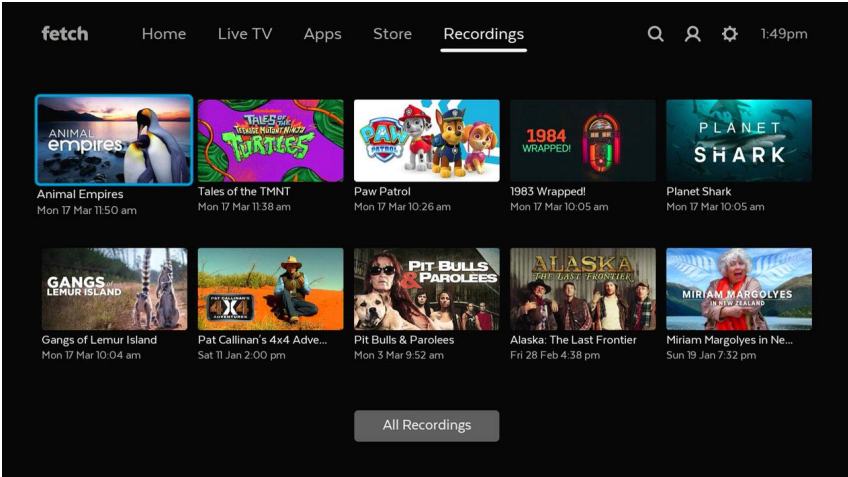 fetch
Home
Live TV
Apps
Store
Recordings
1:49pm
ANIMAL
empires
TALES OF THE
TEENAGE MUTANT NINJA
TURTLES
PAW
PATROL
1984
WRAPPED!
PLANET
SHARK
Animal Empires
Tales of the TMNT
Paw Patrol
1983 Wrapped!
Planet Shark
Mon 17 Mar 11:50 am
Mon 17 Mar 11:38 am
Mon 17 Mar 10:26 am
Mon 17 Mar 10:05 am
Mon 17 Mar 10:05 am
GANGS of
LEMUR ISLAND
PAT CALLINAN'S
4X4
ADVENTURES
PIT BULLS
& PAROLEES
ALASKA
THE LAST FRONTIER
MIRIAM MARGOLYES
IN NEW ZEALAND
Gangs of Lemur Island
Pat Callinan's 4x4 Adve...
Pit Bulls & Parolees
Alaska: The Last Frontier
Miriam Margolyes in Ne...
Mon 17 Mar 10:04 am
Sat 11 Jan 2:00 pm
Mon 3 Mar 9:52 am
Fri 28 Feb 4:38 pm
Sun 19 Jan 7:32 pm
All Recordings